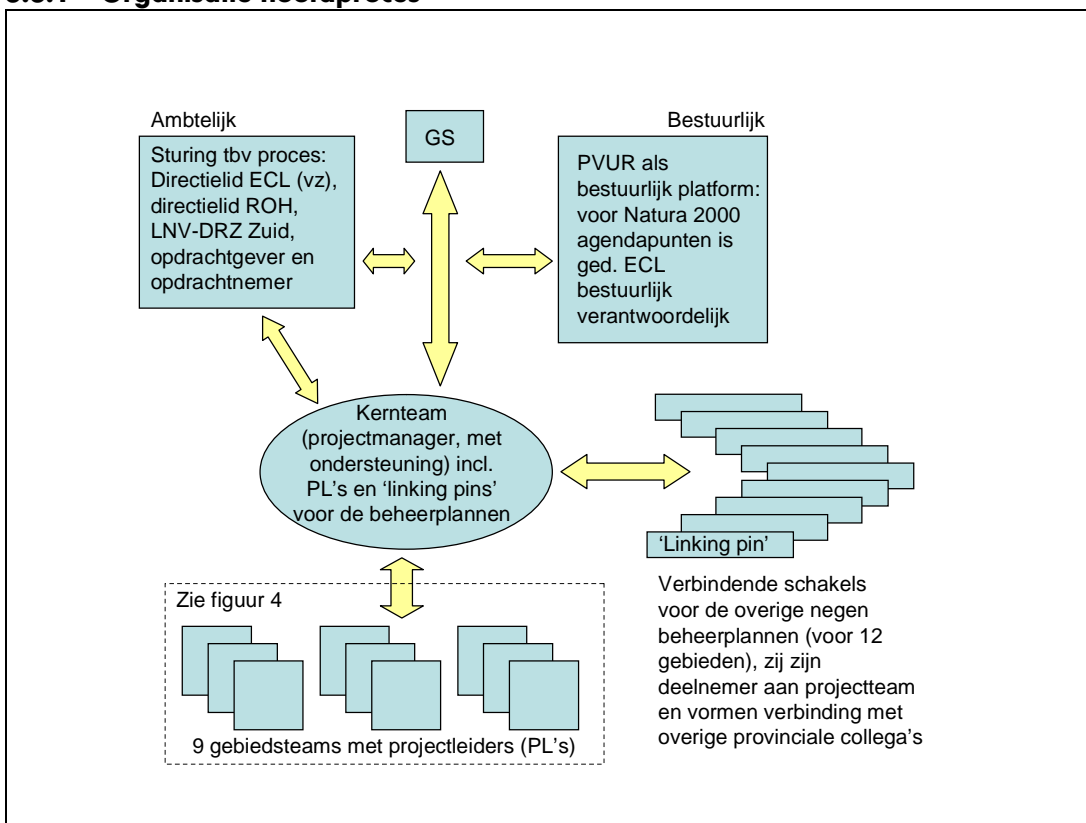 Ambtelijk
Sturing tbv proces:
Directielid ECL (vz),
directielid ROH,
LNV-DRZ Zuid,
opdrachtgever en
opdrachtnemer
GS
Bestuurlijk
PVUR als
bestuurlijk platform:
voor Natura 2000
agendapunten is
ged. ECL
bestuurlijk
verantwoordelijk
Kernteam
(projectmanager, met
ondersteuning) incl.
PL's en 'linking pins'
voor de beheerplannen
'Linking pin'
Verbindende schakels
voor de overige negen
beheerplannen (voor 12
gebieden), zij zijn
deelnemer aan projectteam
en vormen verbinding met
overige provinciale collega's
Zie figuur 4
9 gebiedsteams met projectleiders (PL's)